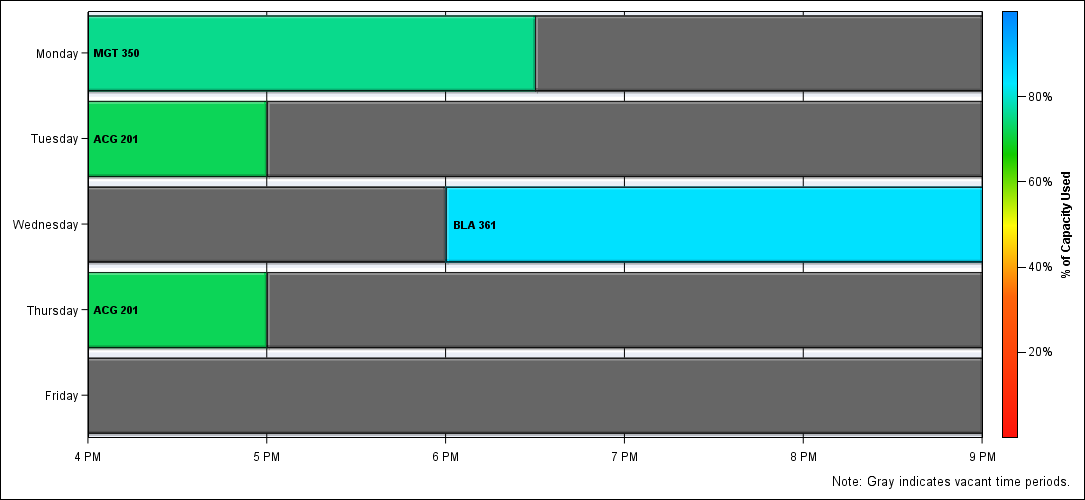 Monday
MGT 350
Tuesday
ACG 201
Wednesday
BLA 361
Thursday
ACG 201
Friday
4 PM 5 PM 6 PM 7 PM 8 PM 9 PM
80%
60%
40%
20%
% of Capacity Used
Note: Gray indicates vacant time periods.